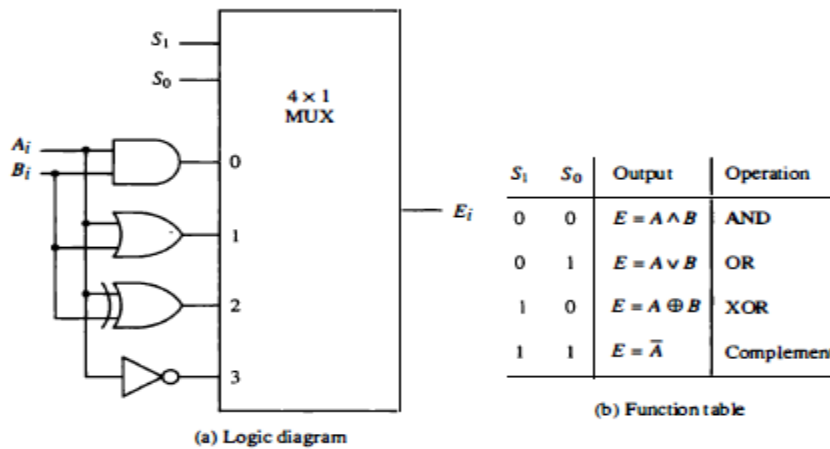 S₁
S₀
4 × 1
MUX
Aᵢ
Bᵢ
0
1
2
3
Eᵢ
(a) Logic diagram
S₁ S₀ Output Operation
0 0 E = A ∧ B AND
0 1 E = A ∨ B OR
1 0 E = A ⊕ B XOR
1 1 E = A̅ Complement
(b) Function table